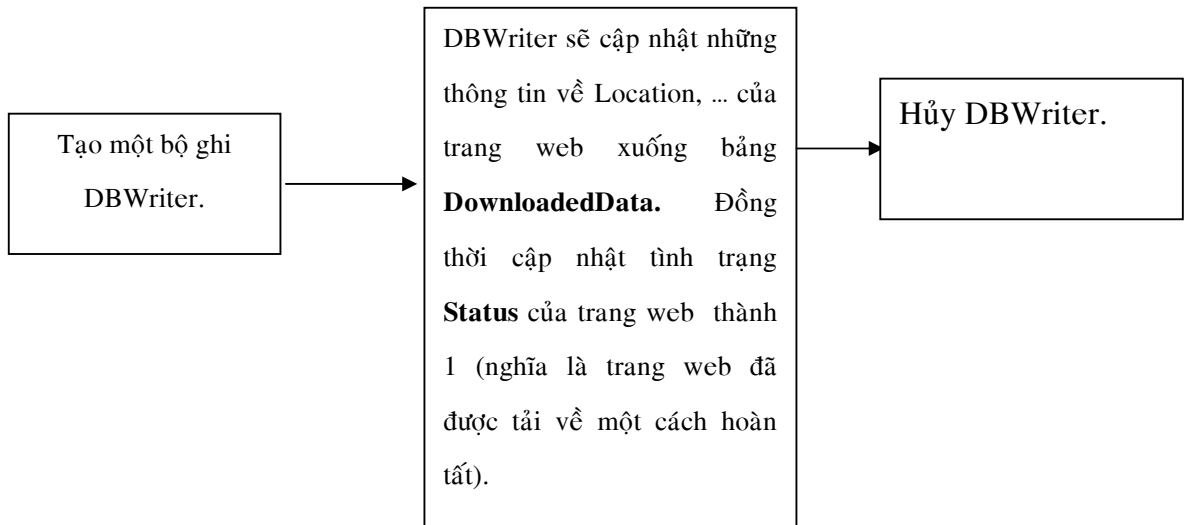 Tạo một bộ ghi
DBWriter.
DBWriter sẽ cập nhật những
thông tin về Location, ... của
trang web xuống bảng
DownloadedData. Đồng
thời cập nhật tình trạng
Status của trang web thành
1 (nghĩa là trang web đã
được tải về một cách hoàn
tất).
Hủy DBWriter.